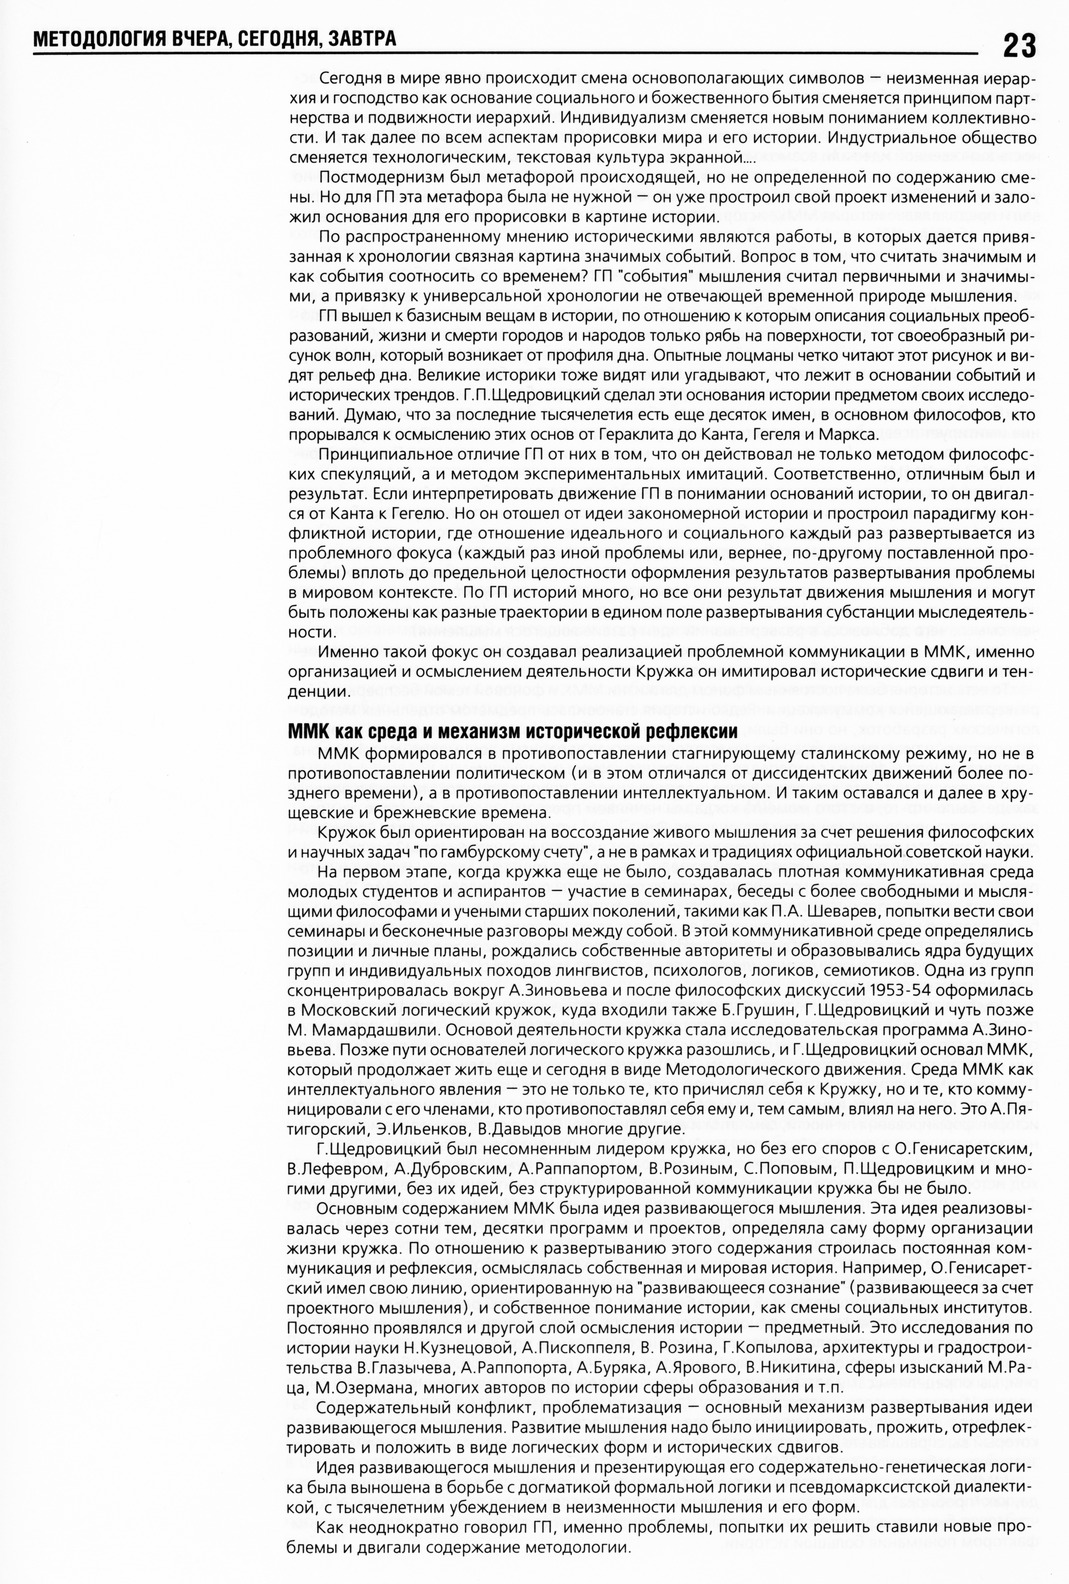 МЕТОДОЛОГИЯ ВЧЕРА, СЕГОДНЯ, ЗАВТРА
23
Сегодня в мире явно происходит смена основополагающих символов — неизменная иерар-
хия и господство как основание социального и божественного бытия сменяется принципом парт-
нерства и подвижности иерархий. Индивидуализм сменяется новым пониманием коллективно-
сти. И так далее по всем аспектам прорисовки мира и его истории. Индустриальное общество
сменяется технологическим, текстовая культура экранной....
Постмодернизм был метафорой происходящей, но не определенной по содержанию сме-
ны. Но для ГП эта метафора была не нужной — он уже простроил свой проект изменений и зало-
жил основания для его прорисовки в картине истории.
По распространенному мнению историческими являются работы, в которых дается привя-
занная к хронологии связная картина значимых событий. Вопрос в том, что считать значимым и
как события соотносить со временем? ГП "события" мышления считал первичными и значимы-
ми, а привязку к универсальной хронологии не отвечающей временной природе мышления.
ГП вышел к базисным вещам в истории, по отношению к которым описания социальных преоб-
разований, жизни и смерти городов и народов только рябь на поверхности, тот своеобразный ри-
сунок волн, который возникает от профиля дна. Опытные лоцманы четко читают этот рисунок и ви-
дят рельеф дна. Великие историки тоже видят или угадывают, что лежит в основании событий и
исторических трендов. Г.П.Щедровицкий сделал эти основания истории предметом своих исследо-
ваний. Думаю, что за последние тысячелетия есть еще десяток имен, в основном философов, кто
прорывался к осмыслению этих основ от Гераклита до Канта, Гегеля и Маркса.
Принципиальное отличие ГП от них в том, что он действовал не только методом философс-
ких спекуляций, а и методом экспериментальных имитаций. Соответственно, отличным был и
результат. Если интерпретировать движение ГП в понимании оснований истории, то он двигал-
ся от Канта к Гегелю. Но он отошел от идеи закономерной истории и простроил парадигму кон-
фликтной истории, где отношение идеального и социального каждый раз развертывается из
проблемного фокуса (каждый раз иной проблемы или, вернее, по-другому поставленной про-
блемы) вплоть до предельной целостности оформления результатов развертывания проблемы
в мировом контексте. По ГП историй много, но все они результат движения мышления и могут
быть положены как разные траектории в едином поле развертывания субстанции мыследеятель-
ности.
Именно такой фокус он создавал реализацией проблемной коммуникации в ММК, именно
организацией и осмыслением деятельности Кружка он имитировал исторические сдвиги и тен-
денции.
ММК как среда и механизм исторической рефлексии
ММК формировался в противопоставлении стагнирующему сталинскому режиму, но не в
противопоставлении политическом (и в этом отличался от диссидентских движений более по-
зднего времени), а в противопоставлении интеллектуальном. И таким оставался и далее в хру-
щевские и брежневские времена.
Кружок был ориентирован на воссоздание живого мышления за счет решения философских
и научных задач "по гамбурскому счету", а не в рамках и традициях официальной советской науки.
На первом этапе, когда кружка еще не было, создавалась плотная коммуникативная среда
молодых студентов и аспирантов — участие в семинарах, беседы с более свободными и мысля-
щими философами и учеными старших поколений, такими как П.А. Шеварев, попытки вести свои
семинары и бесконечные разговоры между собой. В этой коммуникативной среде определялись
позиции и личные планы, рождались собственные авторитеты и образовывались ядра будущих
групп и индивидуальных походов лингвистов, психологов, логиков, семиотиков. Одна из групп
сконцентрировалась вокруг А.Зиновьева и после философских дискуссий 1953-54 оформилась
в Московский логический кружок, куда входили также Б.Грушин, Г.Щедровицкий и чуть позже
М. Мамардашвили. Основой деятельности кружка стала исследовательская программа А.Зино-
вьева. Позже пути основателей логического кружка разошлись, и Г.Щедровицкий основал ММК,
который продолжает жить еще и сегодня в виде Методологического движения. Среда ММК как
интеллектуального явления — это не только те, кто причислял себя к Кружку, но и те, кто комму-
ницировали с его членами, кто противопоставлял себя ему и, тем самым, влиял на него. Это А.Пя-
тигорский, Э.Ильенков, В.Давыдов многие другие.
Г.Щедровицкий был несомненным лидером кружка, но без его споров с О.Генисаретским,
В.Лефевром, А.Дубровским, А.Раппапортом, В.Розиным, С.Поповым, П.Щедровицким и мно-
гими другими, без их идей, без структурированной коммуникации кружка бы не было.
Основным содержанием ММК была идея развивающегося мышления. Эта идея реализовы-
валась через сотни тем, десятки программ и проектов, определяла саму форму организации
жизни кружка. По отношению к развертыванию этого содержания строилась постоянная ком-
муникация и рефлексия, осмыслялась собственная и мировая история. Например, О.Генисарет-
ский имел свою линию, ориентированную на "развивающееся сознание" (развивающееся за счет
проектного мышления), и собственное понимание истории, как смены социальных институтов.
Постоянно проявлялся и другой слой осмысления истории — предметный. Это исследования по
истории науки Н.Кузнецовой, А.Пископпеля, В. Розина, Г.Копылова, архитектуры и градострои-
тельства В.Глазычева, А.Раппопорта, А.Буряка, А.Ярового, В.Никитина, сферы изысканий М.Ра-
ца, М.Озермана, многих авторов по истории сферы образования и т.п.
Содержательный конфликт, проблематизация — основный механизм развертывания идеи
развивающегося мышления. Развитие мышления надо было инициировать, прожить, отрефлек-
тировать и положить в виде логических форм и исторических сдвигов.
Идея развивающегося мышления и презентирующая его содержательно-генетическая логи-
ка была выношена в борьбе с догматикой формальной логики и псевдомарксистской диалекти-
кой, с тысячелетним убеждением в неизменности мышления и его форм.
Как неоднократно говорил ГП, именно проблемы, попытки их решить ставили новые про-
блемы и двигали содержание методологии.